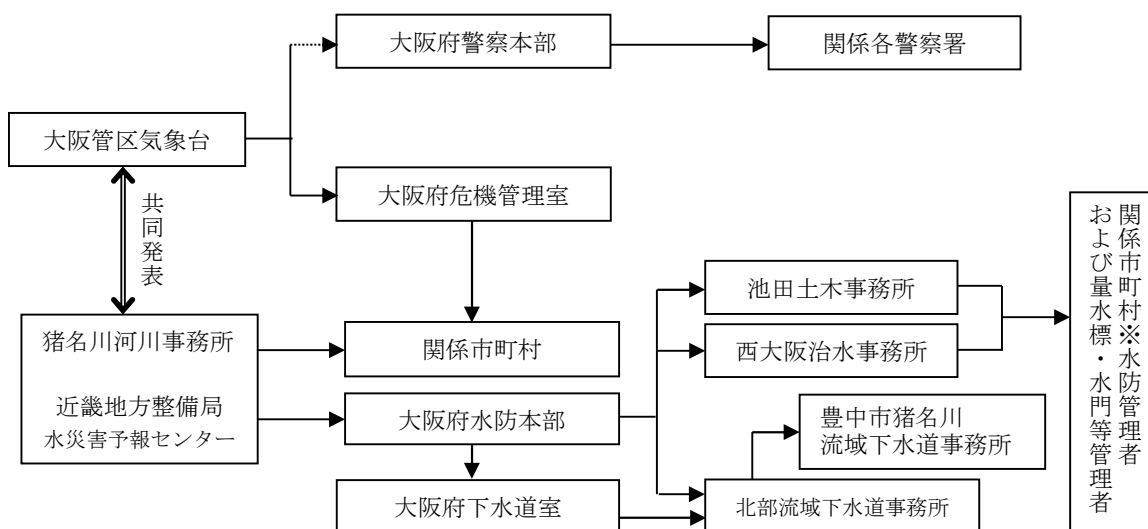 大阪府警察本部
関係各警察署
大阪管区気象台
大阪府危機管理室
共同発表
関係市町村※水防管理者
および量水標・水門等管理者
池田土木事務所
猪名川河川事務所
近畿地方整備局
水災害予報センター
関係市町村
西大阪治水事務所
大阪府水防本部
豊中市猪名川
流域下水道事務所
大阪府下水道室
北部流域下水道事務所